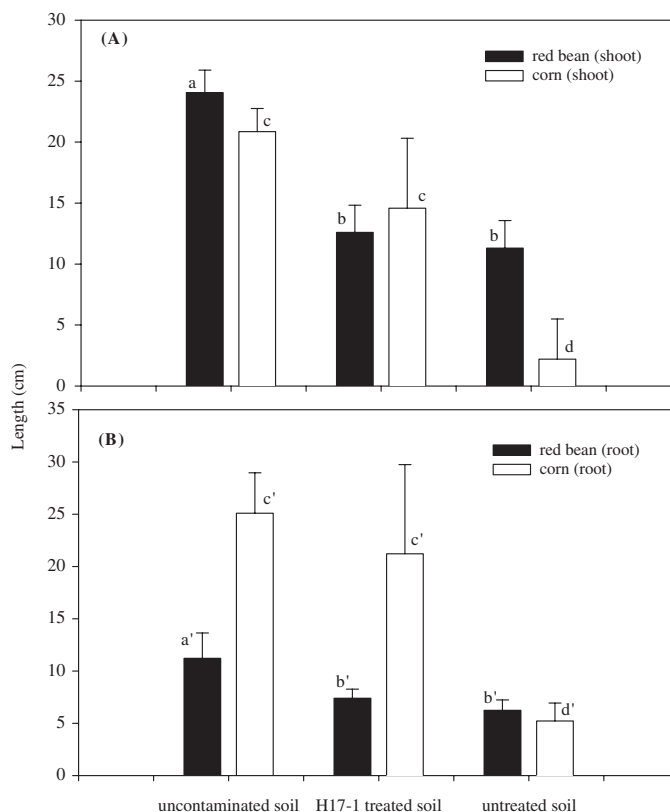 30
(A)
red bean (shoot)
corn (shoot)
25
a
c
20
15
b
c
b
10
5
d
0
Length (cm)
35
(B)
red bean (root)
corn (root)
30
c'
25
c'
20
15
a'
10
b'
b'
d'
5
0
uncontaminated soil H17-1 treated soil untreated soil